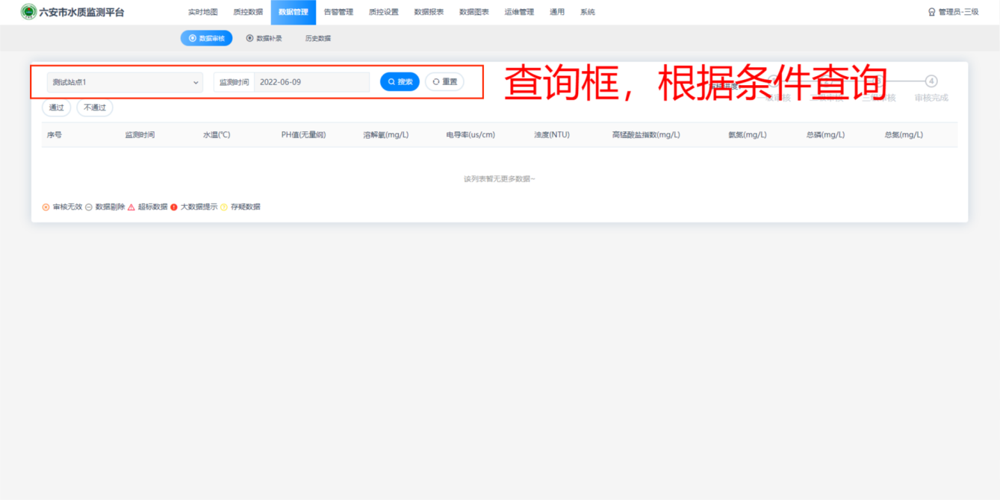 六安市水质监测平台 实时地图 质控数据 数据管理 告警管理 质控设置 数据报表 数据图表 运维管理 通用 系统 管理员-三级
数据审核 数据补录 历史数据
测试站点1 监测时间 2022-06-09 搜索 重置
查询框，根据条件查询
4
审核完成
通过 不通过
序号 监测时间 水温(℃) PH值(无量纲) 溶解氧(mg/L) 电导率(us/cm) 浊度(NTU) 高锰酸盐指数(mg/L) 氨氮(mg/L) 总磷(mg/L) 总氮(mg/L)
该列表暂无更多数据~
审核无效 数据剔除 超标数据 大数据提示 存疑数据